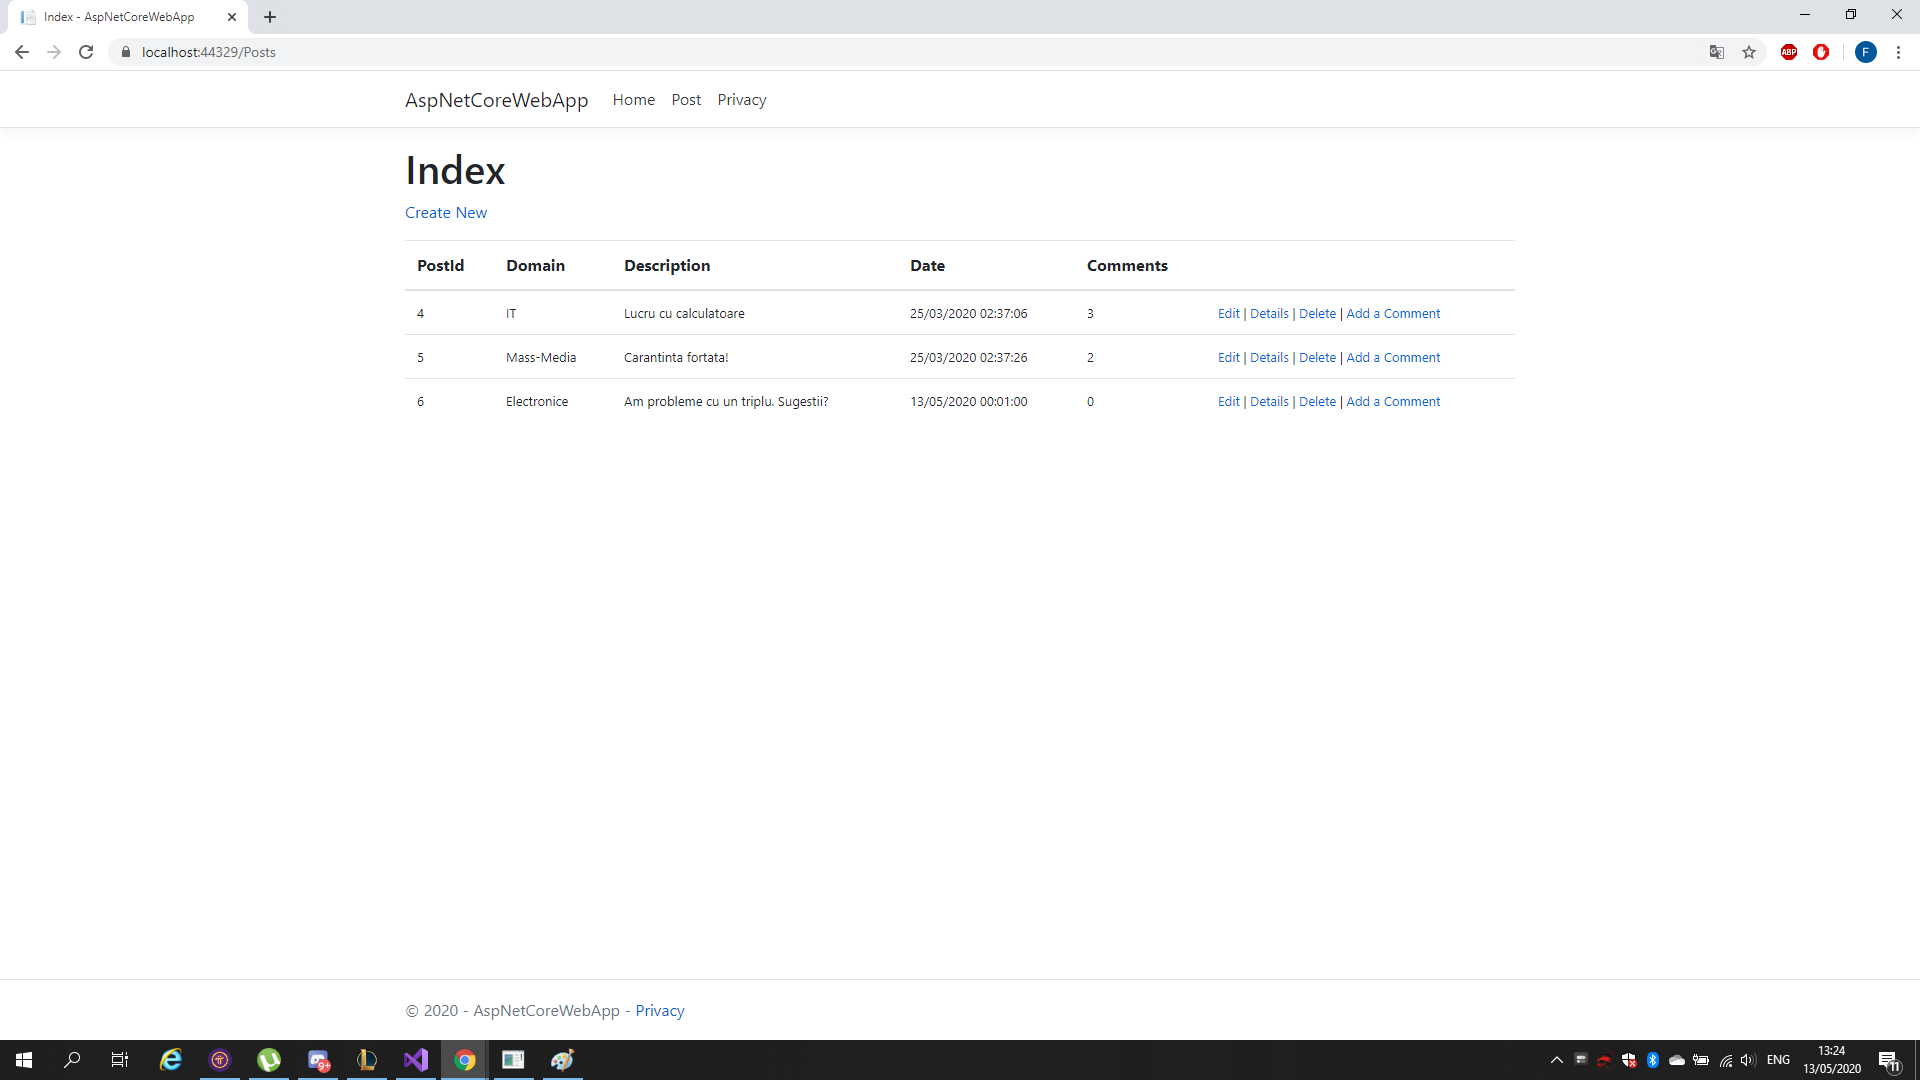 Index - AspNetCoreWebApp
localhost:44329/Posts
ABP
F
AspNetCoreWebApp Home Post Privacy
Index
Create New
PostId Domain Description Date Comments
4 IT Lucru cu calculatoare 25/03/2020 02:37:06 3 Edit | Details | Delete | Add a Comment
5 Mass-Media Carantinta fortata! 25/03/2020 02:37:26 2 Edit | Details | Delete | Add a Comment
6 Electronice Am probleme cu un triplu. Sugestii? 13/05/2020 00:01:00 0 Edit | Details | Delete | Add a Comment
© 2020 - AspNetCoreWebApp - Privacy
9+
ENG
13:24
13/05/2020
11